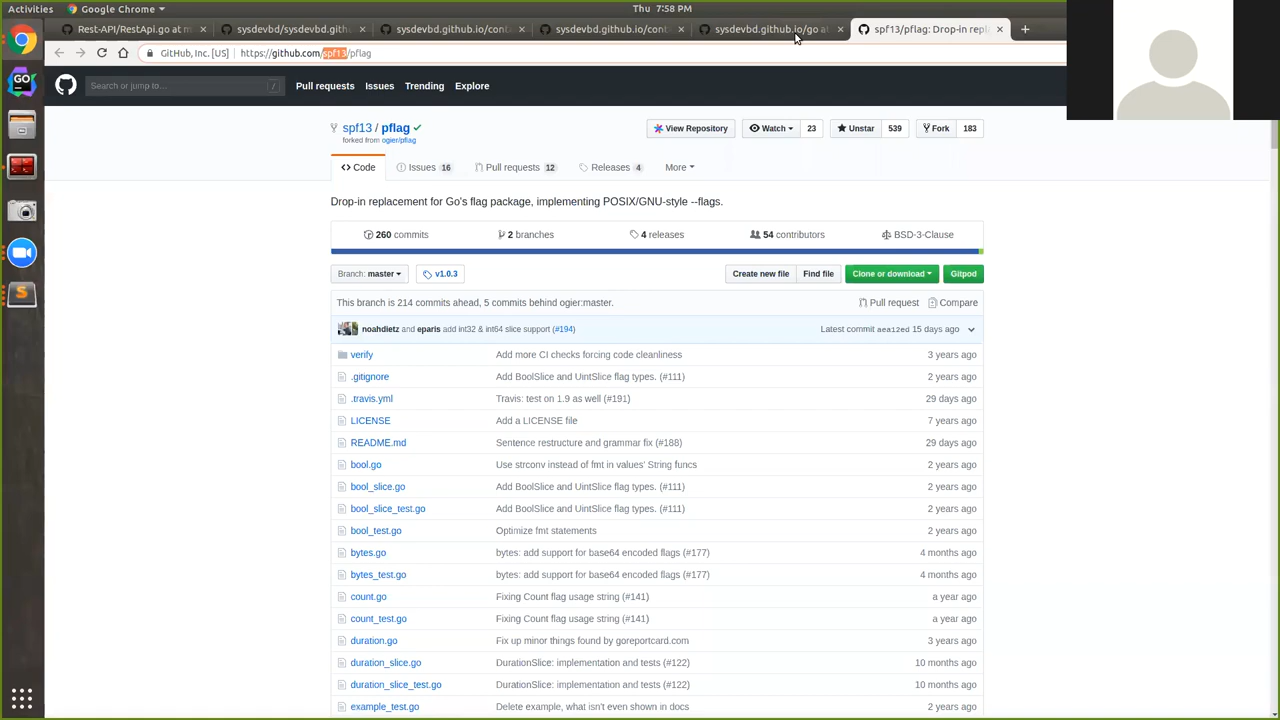 Activities Google Chrome Thu 7:58 PM
Rest-API/RestApi.go at m
sysdevbd/sysdevbd.gith
sysdevbd.github.io/con
sysdevbd.github.io/cont
sysdevbd.github.io/go at
spf13/pflag: Drop-in repl
GitHub, Inc. [US] https://github.com/spf13/pflag
Search or jump to… / Pull requests Issues Trending Explore
spf13 / pflag View Repository Watch 23 Unstar 539 Fork 183
forked from ogier/pflag
Code Issues 16 Pull requests 12 Releases 4 More
Drop-in replacement for Go's flag package, implementing POSIX/GNU-style --flags.
260 commits 2 branches 4 releases 54 contributors BSD-3-Clause
Branch: master v1.0.3 Create new file Find file Clone or download Gitpod
This branch is 214 commits ahead, 5 commits behind ogier:master. Pull request Compare
noahdietz and eparis add int32 & int64 slice support (#194) Latest commit aea12ed 15 days ago
verify Add more CI checks forcing code cleanliness 3 years ago
.gitignore Add BoolSlice and UintSlice flag types. (#111) 2 years ago
.travis.yml Travis: test on 1.9 as well (#191) 29 days ago
LICENSE Add a LICENSE file 7 years ago
README.md Sentence restructure and grammar fix (#188) 29 days ago
bool.go Use strconv instead of fmt in values' String funcs 2 years ago
bool_slice.go Add BoolSlice and UintSlice flag types. (#111) 2 years ago
bool_slice_test.go Add BoolSlice and UintSlice flag types. (#111) 2 years ago
bool_test.go Optimize fmt statements 2 years ago
bytes.go bytes: add support for base64 encoded flags (#177) 4 months ago
bytes_test.go bytes: add support for base64 encoded flags (#177) 4 months ago
count.go Fixing Count flag usage string (#141) a year ago
count_test.go Fixing Count flag usage string (#141) a year ago
duration.go Fix up minor things found by goreportcard.com 3 years ago
duration_slice.go DurationSlice: implementation and tests (#122) 10 months ago
duration_slice_test.go DurationSlice: implementation and tests (#122) 10 months ago
example_test.go Delete example, what isn't even shown in docs 2 years ago